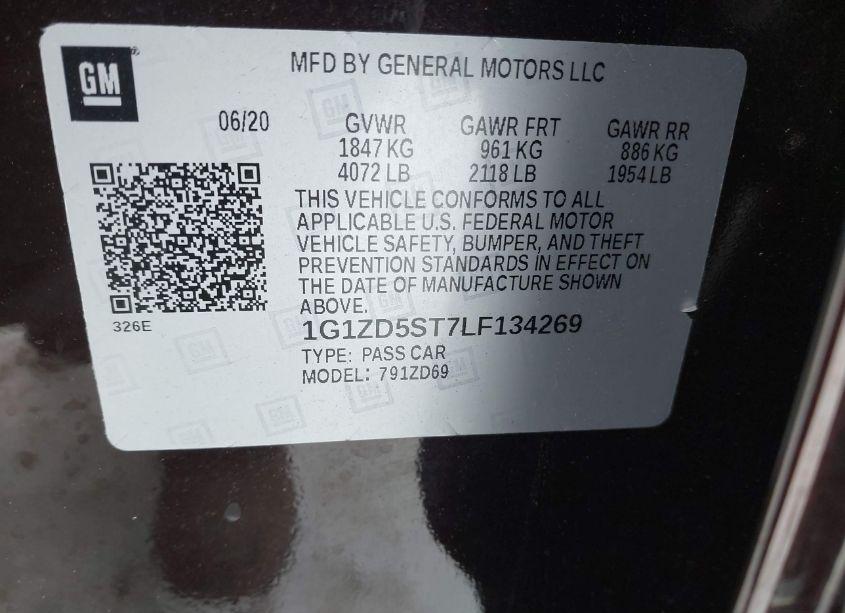 GM
MFD BY GENERAL MOTORS LLC
06/20
GVWR GAWR FRT GAWR RR
1847 KG 961 KG 886 KG
4072 LB 2118 LB 1954 LB
THIS VEHICLE CONFORMS TO ALL
APPLICABLE U.S. FEDERAL MOTOR
VEHICLE SAFETY, BUMPER, AND THEFT
PREVENTION STANDARDS IN EFFECT ON
THE DATE OF MANUFACTURE SHOWN
ABOVE.
326E
1G1ZD5ST7LF134269
TYPE: PASS CAR
MODEL: 791ZD69